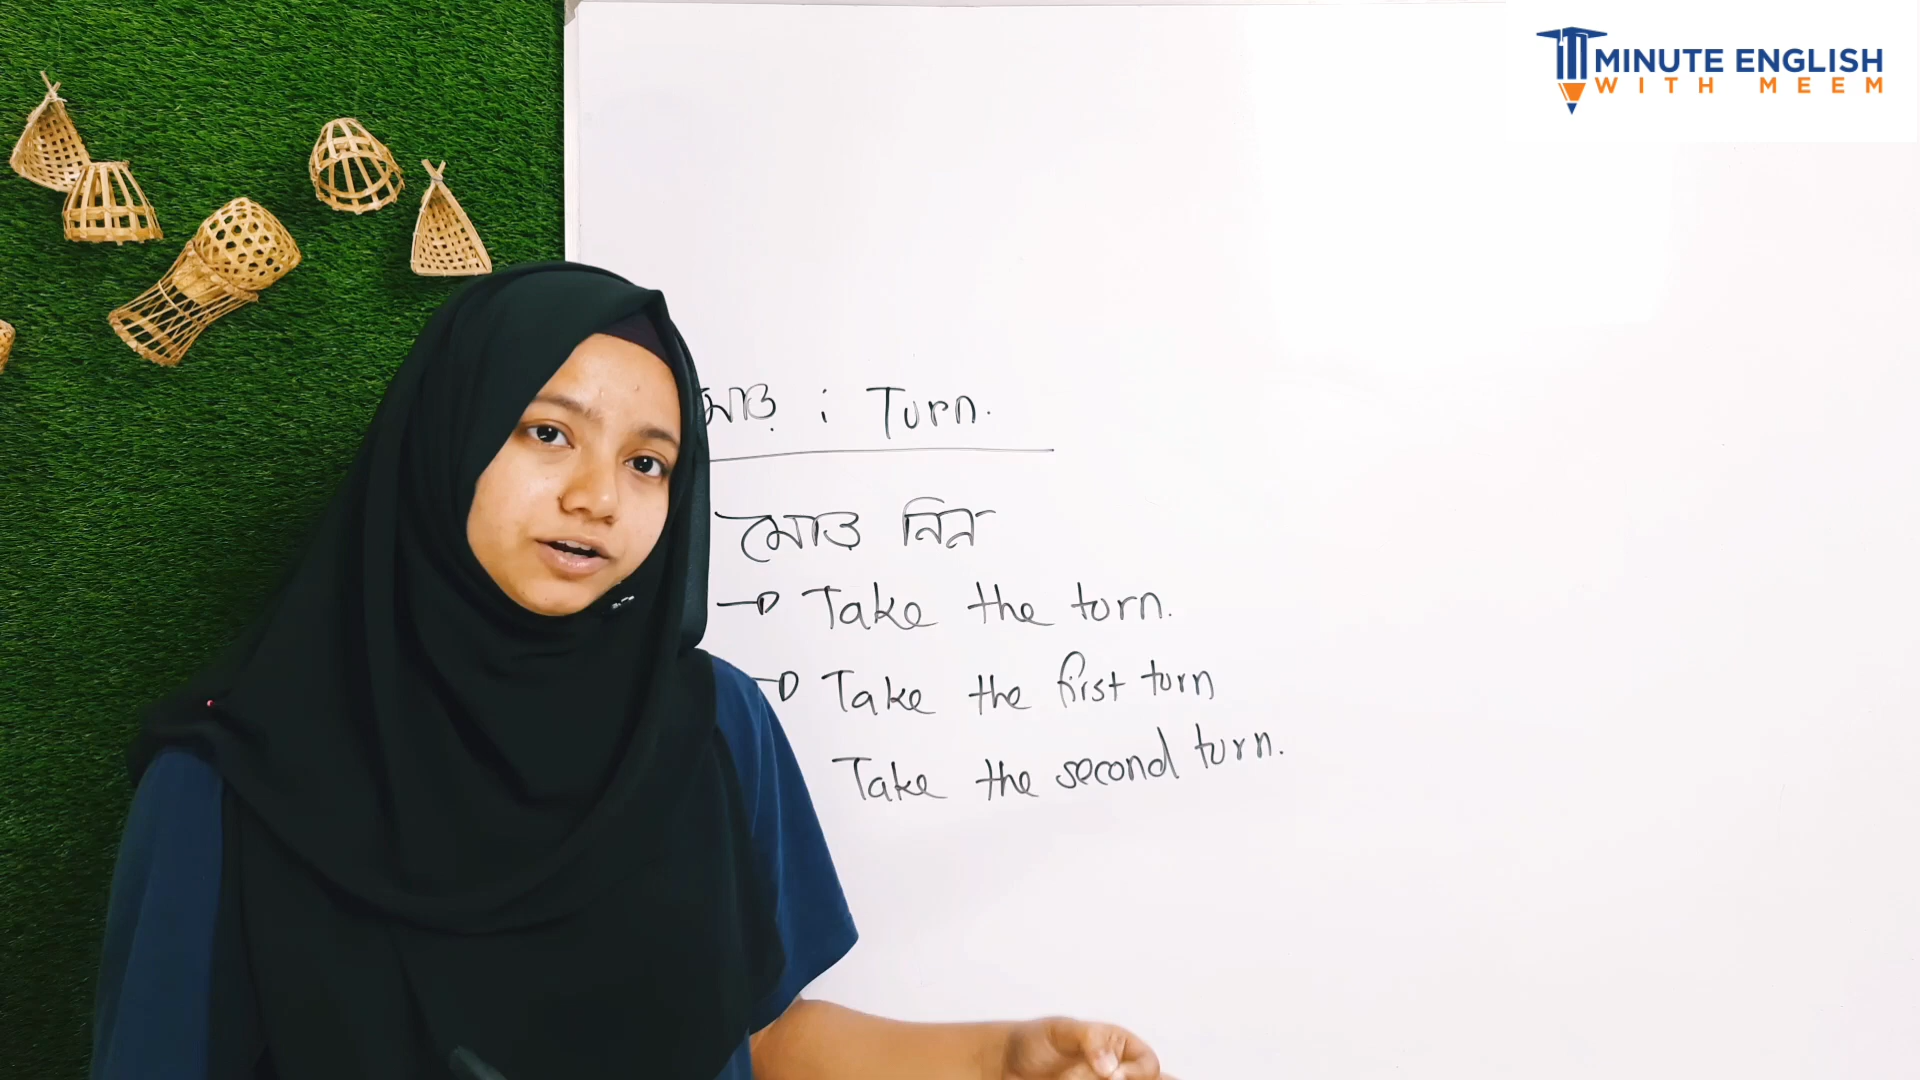 MINUTE ENGLISH
WITH MEEM
মোড় : Turn.
মোড় নিন
Take the turn.
Take the first turn
Take the second turn.